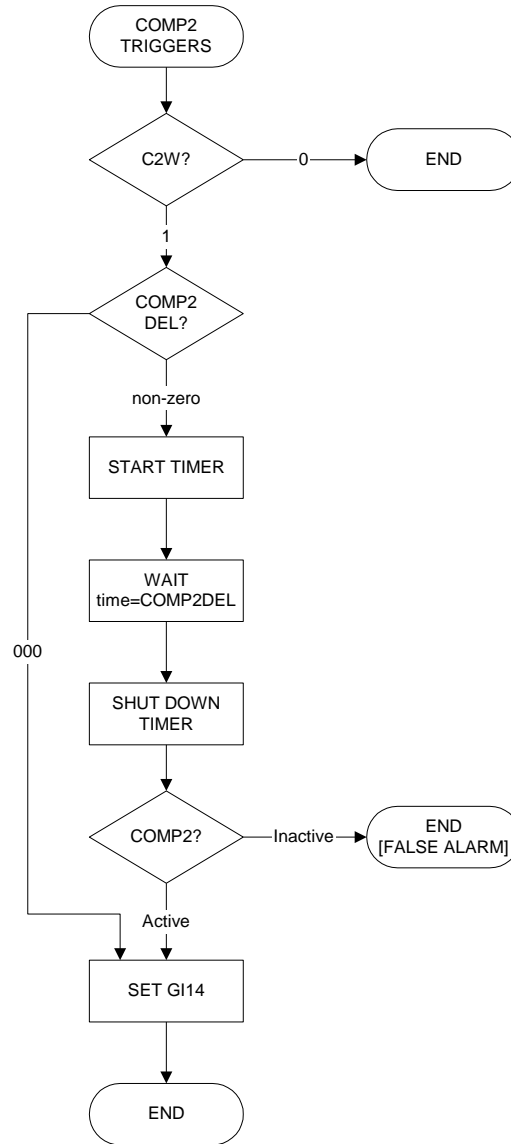 COMP2
TRIGGERS
C2W?
0
END
1
COMP2
DEL?
non-zero
START TIMER
WAIT
time=COMP2DEL
000
SHUT DOWN
TIMER
COMP2?
Inactive
END
[FALSE ALARM]
Active
SET GI14
END